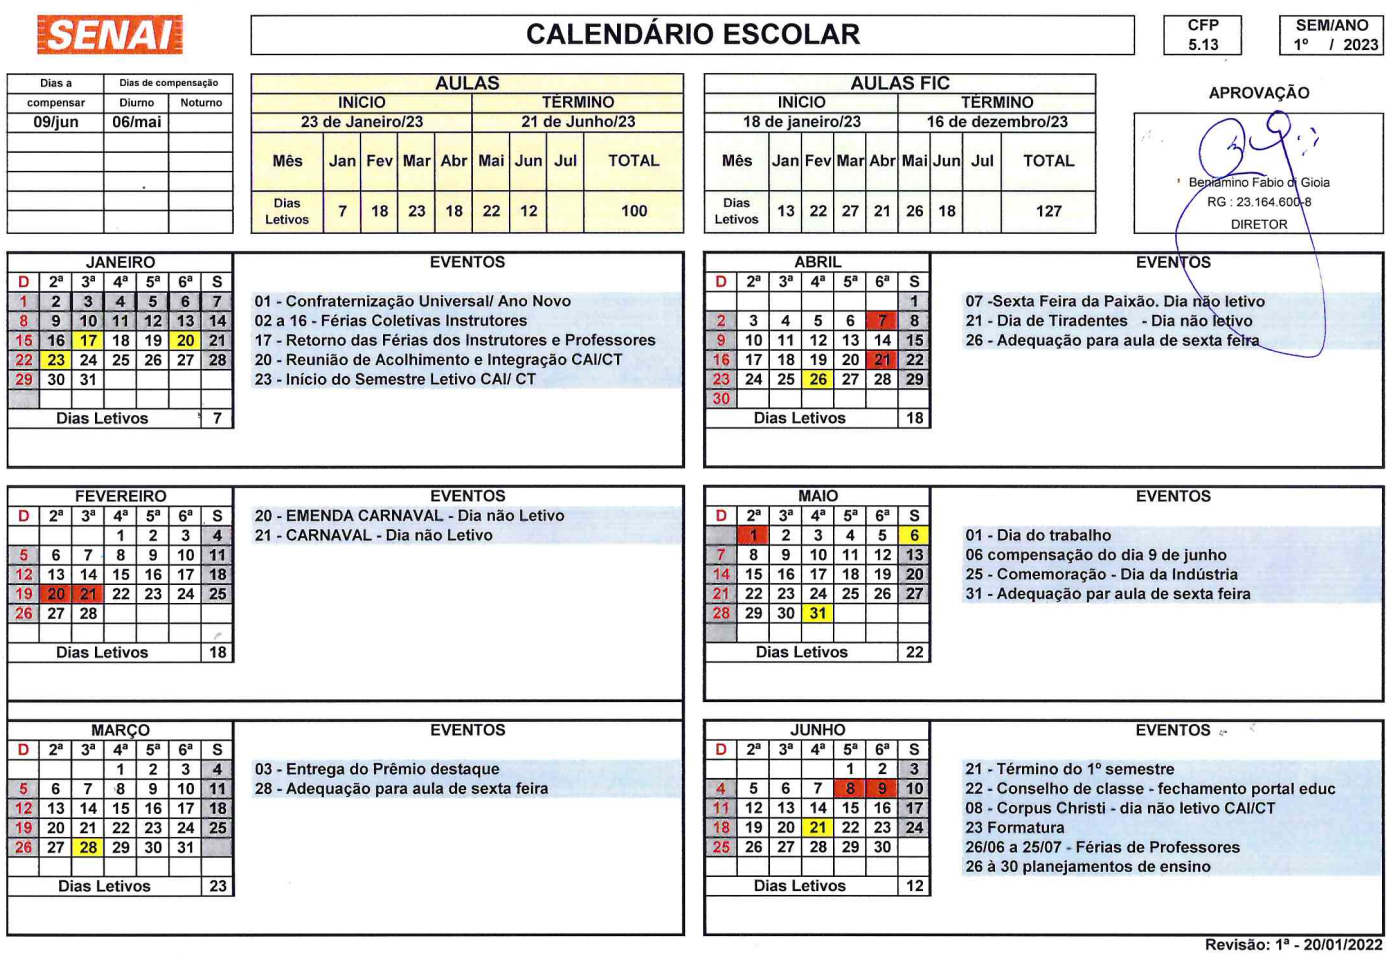 SENAI
CALENDÁRIO ESCOLAR
CFP
5.13
SEM/ANO
1º / 2023
Dias a compensar
Dias de compensação
Diurno Noturno
09/jun 06/mai
AULAS
INÍCIO TÉRMINO
23 de Janeiro/23 21 de Junho/23
Mês Jan Fev Mar Abr Mai Jun Jul TOTAL
Dias Letivos 7 18 23 18 22 12 100
AULAS FIC
INÍCIO TÉRMINO
18 de janeiro/23 16 de dezembro/23
Mês Jan Fev Mar Abr Mai Jun Jul TOTAL
Dias Letivos 13 22 27 21 26 18 127
APROVAÇÃO
Beniamino Fabio di Gioia
RG : 23.164.600-8
DIRETOR
JANEIRO
D 2ª 3ª 4ª 5ª 6ª S
1 2 3 4 5 6 7
8 9 10 11 12 13 14
15 16 17 18 19 20 21
22 23 24 25 26 27 28
29 30 31
Dias Letivos 7
EVENTOS
01 - Confraternização Universal/ Ano Novo
02 a 16 - Férias Coletivas Instrutores
17 - Retorno das Férias dos Instrutores e Professores
20 - Reunião de Acolhimento e Integração CAI/CT
23 - Início do Semestre Letivo CAI/ CT
ABRIL
D 2ª 3ª 4ª 5ª 6ª S
1
2 3 4 5 6 7 8
9 10 11 12 13 14 15
16 17 18 19 20 21 22
23 24 25 26 27 28 29
30
Dias Letivos 18
EVENTOS
07 -Sexta Feira da Paixão. Dia não letivo
21 - Dia de Tiradentes - Dia não letivo
26 - Adequação para aula de sexta feira
FEVEREIRO
D 2ª 3ª 4ª 5ª 6ª S
1 2 3 4
5 6 7 8 9 10 11
12 13 14 15 16 17 18
19 20 21 22 23 24 25
26 27 28
Dias Letivos 18
EVENTOS
20 - EMENDA CARNAVAL - Dia não Letivo
21 - CARNAVAL - Dia não Letivo
MAIO
D 2ª 3ª 4ª 5ª 6ª S
1 2 3 4 5 6
7 8 9 10 11 12 13
14 15 16 17 18 19 20
21 22 23 24 25 26 27
28 29 30 31
Dias Letivos 22
EVENTOS
01 - Dia do trabalho
06 compensação do dia 9 de junho
25 - Comemoração - Dia da Indústria
31 - Adequação par aula de sexta feira
MARÇO
D 2ª 3ª 4ª 5ª 6ª S
1 2 3 4
5 6 7 8 9 10 11
12 13 14 15 16 17 18
19 20 21 22 23 24 25
26 27 28 29 30 31
Dias Letivos 23
EVENTOS
03 - Entrega do Prêmio destaque
28 - Adequação para aula de sexta feira
JUNHO
D 2ª 3ª 4ª 5ª 6ª S
1 2 3
4 5 6 7 8 9 10
11 12 13 14 15 16 17
18 19 20 21 22 23 24
25 26 27 28 29 30
Dias Letivos 12
EVENTOS
21 - Término do 1º semestre
22 - Conselho de classe - fechamento portal educ
08 - Corpus Christi - dia não letivo CAI/CT
23 Formatura
26/06 a 25/07 - Férias de Professores
26 à 30 planejamentos de ensino
Revisão: 1ª - 20/01/2022